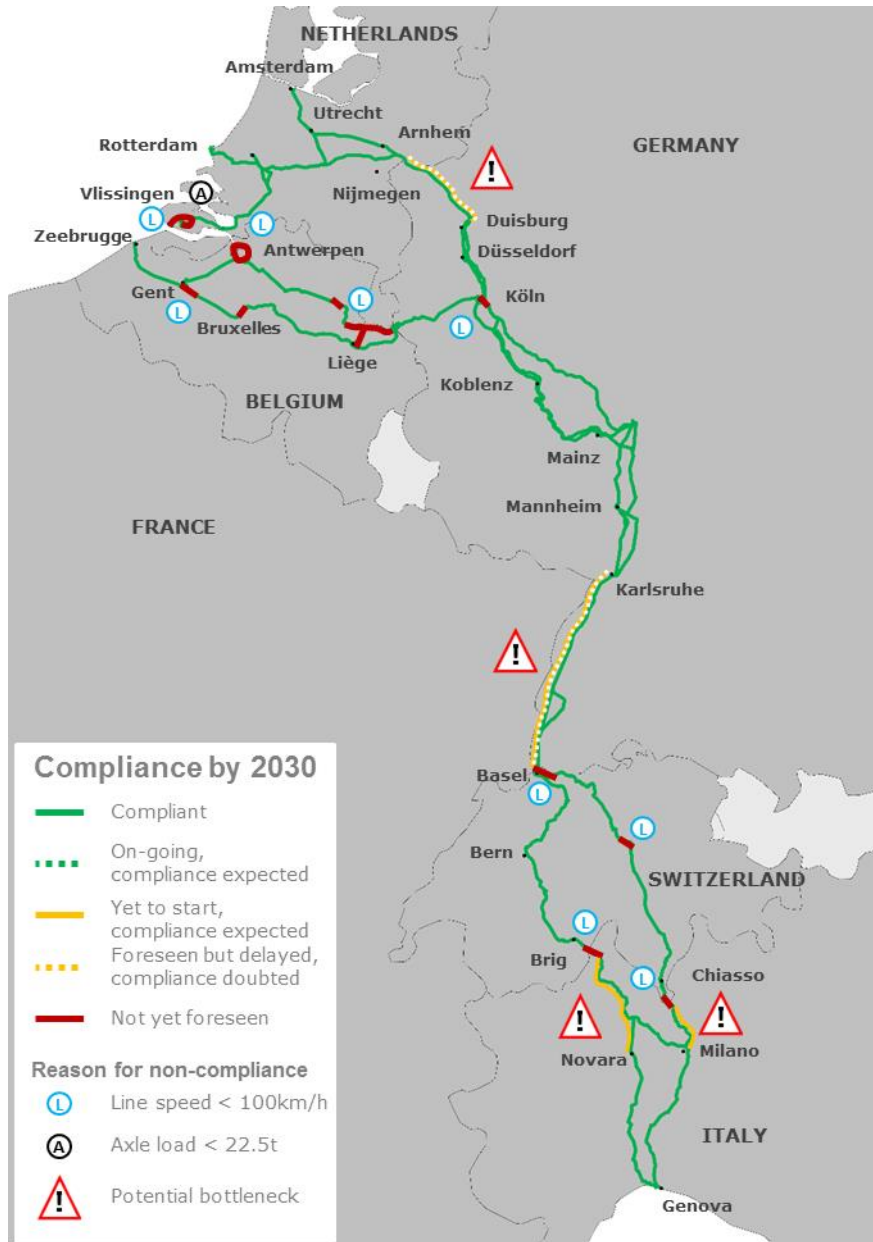 NETHERLANDS
Amsterdam
Utrecht
Rotterdam
Arnhem
GERMANY
Vlissingen
A
Nijmegen
L
L
Duisburg
Zeebrugge
Antwerpen
Düsseldorf
Gent
L
Köln
L
Bruxelles
L
Liège
Koblenz
BELGIUM
Mainz
Mannheim
FRANCE
Karlsruhe
!
!
Basel
L
L
Bern
SWITZERLAND
L
Brig
L
Chiasso
!
!
Novara
Milano
ITALY
Genova
Compliance by 2030
Compliant
On-going,
compliance expected
Yet to start,
compliance expected
Foreseen but delayed,
compliance doubted
Not yet foreseen
Reason for non-compliance
L Line speed < 100km/h
A Axle load < 22.5t
! Potential bottleneck